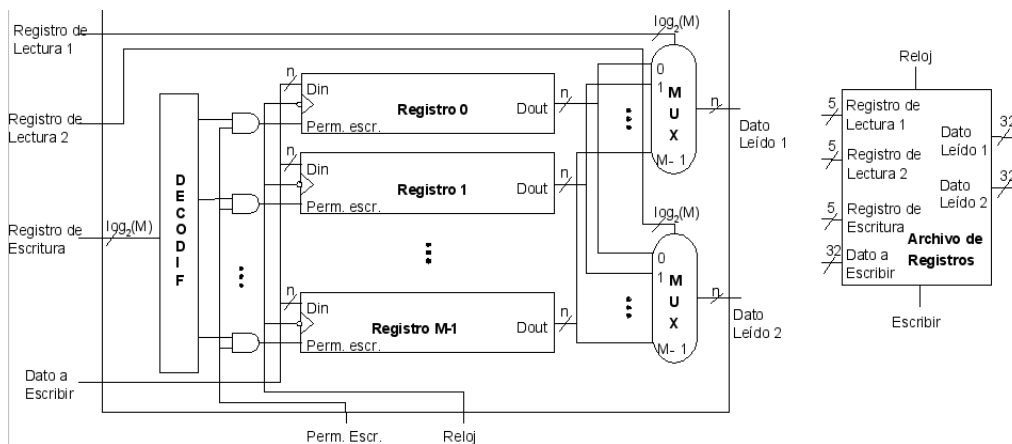 Registro de
Lectura 1
Registro de
Lectura 2
Registro de
Escritura
Dato a
Escribir
log2(M)
DECODIF
n
Din
Registro 0
Dout
n
Perm. escr.
n
Din
Registro 1
Dout
n
Perm. escr.
n
Din
Registro M-1
Dout
n
Perm. escr.
Perm. Escr.
Reloj
log2(M)
0
1
M- 1
MUX
n
Dato
Leído 1
log2(M)
0
1
M- 1
MUX
n
Dato
Leído 2
Reloj
5
Registro de
Lectura 1
5
Registro de
Lectura 2
5
Registro de
Escritura
32
Dato a
Escribir
Dato
Leído 1
32
Dato
Leído 2
32
Archivo de
Registros
Escribir